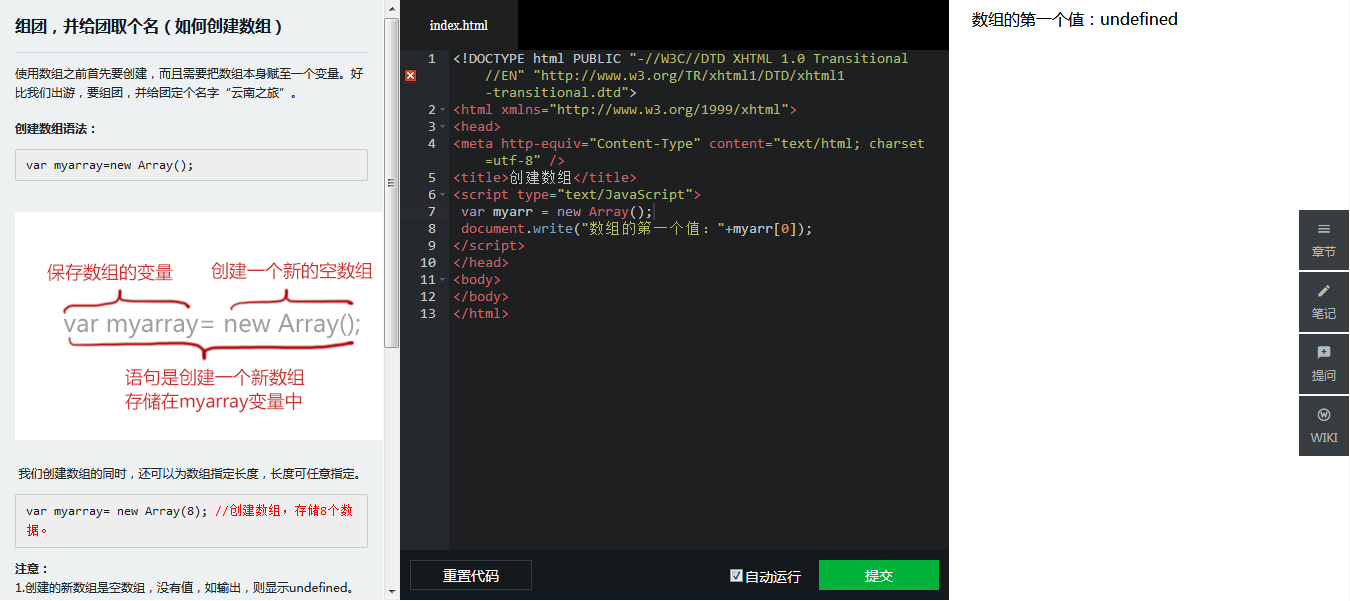 组团，并给团取个名（如何创建数组）
使用数组之前首先要创建，而且需要把数组本身赋至一个变量。好
比我们出游，要组团，并给团定个名字“云南之旅”。
创建数组语法：
var myarray=new Array();
保存数组的变量 创建一个新的空数组
var myarray= new Array();
语句是创建一个新数组
存储在myarray变量中
我们创建数组的同时，还可以为数组指定长度，长度可任意指定。
var myarray= new Array(8); //创建数组，存储8个数
据。
注意：
1.创建的新数组是空数组，没有值，如输出，则显示undefined。
index.html
1 <!DOCTYPE html PUBLIC "-//W3C//DTD XHTML 1.0 Transitional
//EN" "http://www.w3.org/TR/xhtml1/DTD/xhtml1
-transitional.dtd">
2 <html xmlns="http://www.w3.org/1999/xhtml">
3 <head>
4 <meta http-equiv="Content-Type" content="text/html; charset
=utf-8" />
5 <title>创建数组</title>
6 <script type="text/JavaScript">
7 var myarr = new Array();
8 document.write("数组的第一个值："+myarr[0]);
9 </script>
10 </head>
11 <body>
12 </body>
13 </html>
重置代码 自动运行 提交
数组的第一个值：undefined
章节
笔记
提问
WIKI